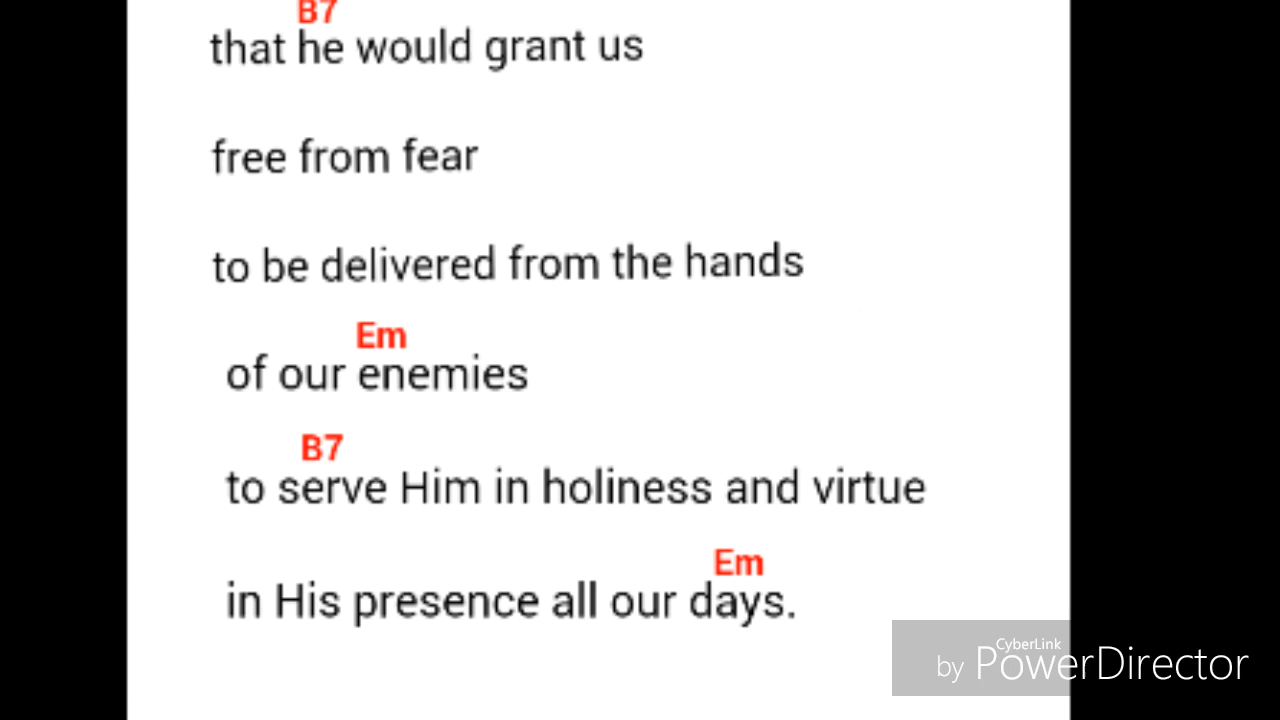 B7
that he would grant us
free from fear
to be delivered from the hands
Em
of our enemies
B7
to serve Him in holiness and virtue
Em
in His presence all our days.
CyberLink
by PowerDirector